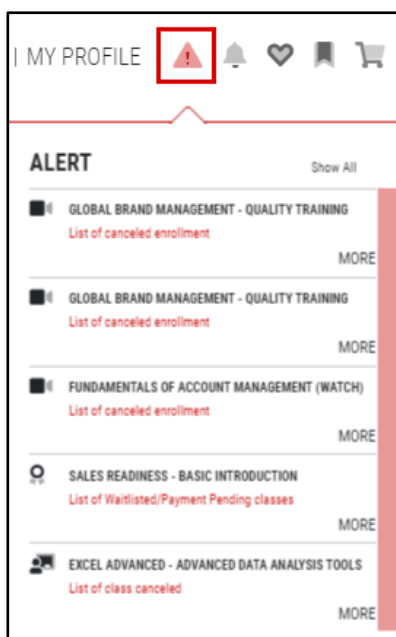 | MY PROFILE
ALERT
Show All
GLOBAL BRAND MANAGEMENT - QUALITY TRAINING
List of canceled enrollment
MORE
GLOBAL BRAND MANAGEMENT - QUALITY TRAINING
List of canceled enrollment
MORE
FUNDAMENTALS OF ACCOUNT MANAGEMENT (WATCH)
List of canceled enrollment
MORE
SALES READINESS - BASIC INTRODUCTION
List of Waitlisted/Payment Pending classes
MORE
EXCEL ADVANCED - ADVANCED DATA ANALYSIS TOOLS
List of class canceled
MORE